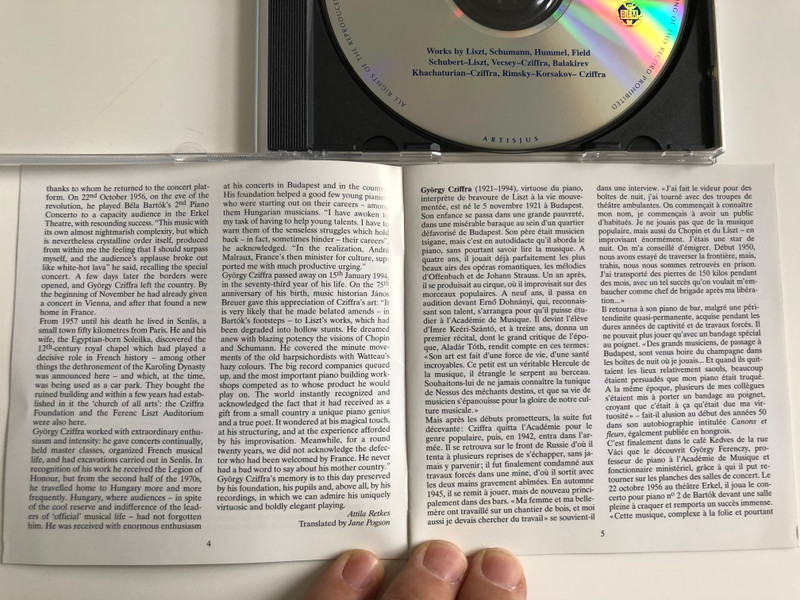 Works by Liszt, Schumann, Hummel, Field
Schubert–Liszt, Vecsey–Cziffra, Balakirev
Khachaturian–Cziffra, Rimsky–Korsakov– Cziffra
ARTISJUS
BIEM
ALL RIGHTS OF THE REPRODUC
NG OF THIS RECORD PROHIBITED
thanks to whom he returned to the concert plat-
form. On 22nd October 1956, on the eve of the
revolution, he played Béla Bartók's 2nd Piano
Concerto to a capacity audience in the Erkel
Theatre, with resounding success. "This music with
its own almost nightmarish complexity, but which
is nevertheless crystalline order itself, produced
from within me the feeling that I should surpass
myself, and the audience's applause broke out
like white-hot lava" he said, recalling the special
concert. A few days later the borders were
opened, and György Cziffra left the country. By
the beginning of November he had already given
a concert in Vienna, and after that found a new
home in France.
From 1957 until his death he lived in Senlis, a
small town fifty kilometres from Paris. He and his
wife, the Egyptian-born Soleilka, discovered the
12th-century royal chapel which had played a
decisive role in French history – among other
things the dethronement of the Karoling Dynasty
was announced here – and which, at the time,
was being used as a car park. They bought the
ruined building and within a few years had estab-
lished in it the 'church of all arts': the Cziffra
Foundation and the Ferenc Liszt Auditorium
were also here.
György Cziffra worked with extraordinary enthu-
siasm and intensity: he gave concerts continually,
held master classes, organized French musical
life, and had excavations carried out in Senlis. In
recognition of his work he received the Legion of
Honour, but from the second half of the 1970s,
he travelled home to Hungary more and more
frequently. Hungary, where audiences – in spite
of the cool reserve and indifference of the lead-
ers of 'official' musical life – had not forgotten
him. He was received with enormous enthusiasm
4
at his concerts in Budapest and in the
His foundation helped a good few young
who were starting out on their careers – among
them Hungarian musicians. "I have awoken
my task of having to help young talents. I have to
warn them of the senseless struggles which hold
back – in fact, sometimes hinder – their careers",
he acknowledged. "In the realization, André
Malraux, France's then minister for culture, sup-
ported me with much productive urging."
György Cziffra passed away on 15th January 1994,
in the seventy-third year of his life. On the 75th
anniversary of his birth, music historian János
Breuer gave this appreciation of Cziffra's art: "It
is very likely that he made belated amends – in
Bartók's footsteps – to Liszt's works, which had
been degraded into hollow stunts. He dreamed
anew with blazing potency the visions of Chopin
and Schumann. He covered the minute move-
ments of the old harpsichordists with Watteau's
hazy colours. The big record companies queued
up, and the most important piano building work-
shops competed as to whose product he would
play on. The world instantly recognized and
acknowledged the fact that it had received as a
gift from a small country a unique piano genius
and a true poet. It wondered at his magical touch,
at his structuring, and at the experience afforded
by his improvisation. Meanwhile, for a round
twenty years, we did not acknowledge the defec-
tor who had been welcomed by France. He never
had a bad word to say about his mother country."
György Cziffra's memory is to this day preserved
by his foundation, his pupils and, above all, by his
recordings, in which we can admire his uniquely
virtuosic and boldly elegant playing.
Attila Retkes
Translated by Jane Pogson
György Cziffra (1921–1994), virtuose du piano,
interprète de bravoure de Liszt à la vie mouve-
mentée, est né le 5 novembre 1921 à Budapest.
Son enfance se passa dans une grande pauvreté,
dans une misérable baraque au sein d'un quartier
défavorisé de Budapest. Son père était musicien
tsigane, mais c'est en autodidacte qu'il aborda le
piano, sans pourtant savoir lire la musique. A
quatre ans, il jouait déjà parfaitement les plus
beaux airs des opéras romantiques, les mélodies
d'Offenbach et de Johann Strauss. Un an après,
il se produisait au cirque, où il improvisait sur des
morceaux populaires. A neuf ans, il passa en
audition devant Ernő Dohnányi, qui, reconnais-
sant son talent, s'arrangea pour qu'il puisse étu-
dier à l'Académie de Musique. Il devint l'élève
d'Imre Keéri-Szántó, et à treize ans, donna un
premier récital, dont le grand critique de l'épo-
que, Aladár Tóth, rendit compte en ces termes:
«Son art est fait d'une force de vie, d'une santé
incroyables. Ce petit est un véritable Hercule de
la musique, il étrangle le serpent au berceau.
Souhaitons-lui de ne jamais connaître la tunique
de Nessus des méchants destins, et que sa vie de
musicien s'épanouisse pour la gloire de notre cul-
ture musicale.»
Mais après des débuts prometteurs, la suite fut
décevante: Cziffra quitta l'Académie pour le
genre populaire, puis, en 1942, entra dans l'ar-
mée. Il se retrouva sur le front de Russie d'où il
tenta à plusieurs reprises de s'échapper, sans ja-
mais y parvenir; il fut finalement condamné aux
travaux forcés dans une mine, d'où il sortit avec
les deux mains gravement abîmées. En automne
1945, il se remit à jouer, mais de nouveau princi-
palement dans des bars. «Ma femme et ma belle-
mère ont travaillé sur un chantier de bois, et moi
aussi je devais chercher du travail» se souvient-il
5
dans une interview. «J'ai fait le videur pour des
boîtes de nuit, j'ai tourné avec des troupes de
théâtre ambulantes. On commençait à connaître
mon nom, je commençais à avoir un public
d'habitués. Je ne jouais pas que de la musique
populaire, mais aussi du Chopin et du Liszt – en
improvisant énormément. J'étais une star de
nuit. On m'a conseillé d'émigrer. Début 1950,
nous avons essayé de traverser la frontière, mais,
trahis, nous nous sommes retrouvés en prison.
J'ai transporté des pierres de 150 kilos pendant
des mois, avec un tel succès qu'on voulait m'em-
baucher comme chef de brigade après ma libéra-
tion...»
Il retourna à son piano de bar, malgré une péri-
tendinite quasi-permanente, acquise pendant les
dures années de captivité et de travaux forcés. Il
ne pouvait plus jouer qu'avec un bandage spécial
au poignet. «Des grands musiciens, de passage à
Budapest, sont venus boire du champagne dans
les boîtes de nuit où je jouais... Et quand ils quit-
taient les lieux relativement saouls, beaucoup
étaient persuadés que mon piano était truqué.
A la même époque, plusieurs de mes collègues
s'étaient mis à porter un bandage au poignet,
croyant que c'était à ça qu'était due ma vir-
tuosité» – fait-il allusion au début des années 50
dans son autobiographie intitulée Canons et
fleurs, également publiée en hongrois.
C'est finalement dans le café Kedves de la rue
Váci que le découvrit György Ferenczy, pro-
fesseur de piano à l'Académie de Musique et
fonctionnaire ministériel, grâce à qui il put re-
tourner sur les planches des salles de concert. Le
22 octobre 1956 au théâtre Erkel, il joua le con-
certo pour piano nº 2 de Bartók devant une salle
pleine à craquer et remporta un succès immense.
«Cette musique, complexe à la folie et pourtant